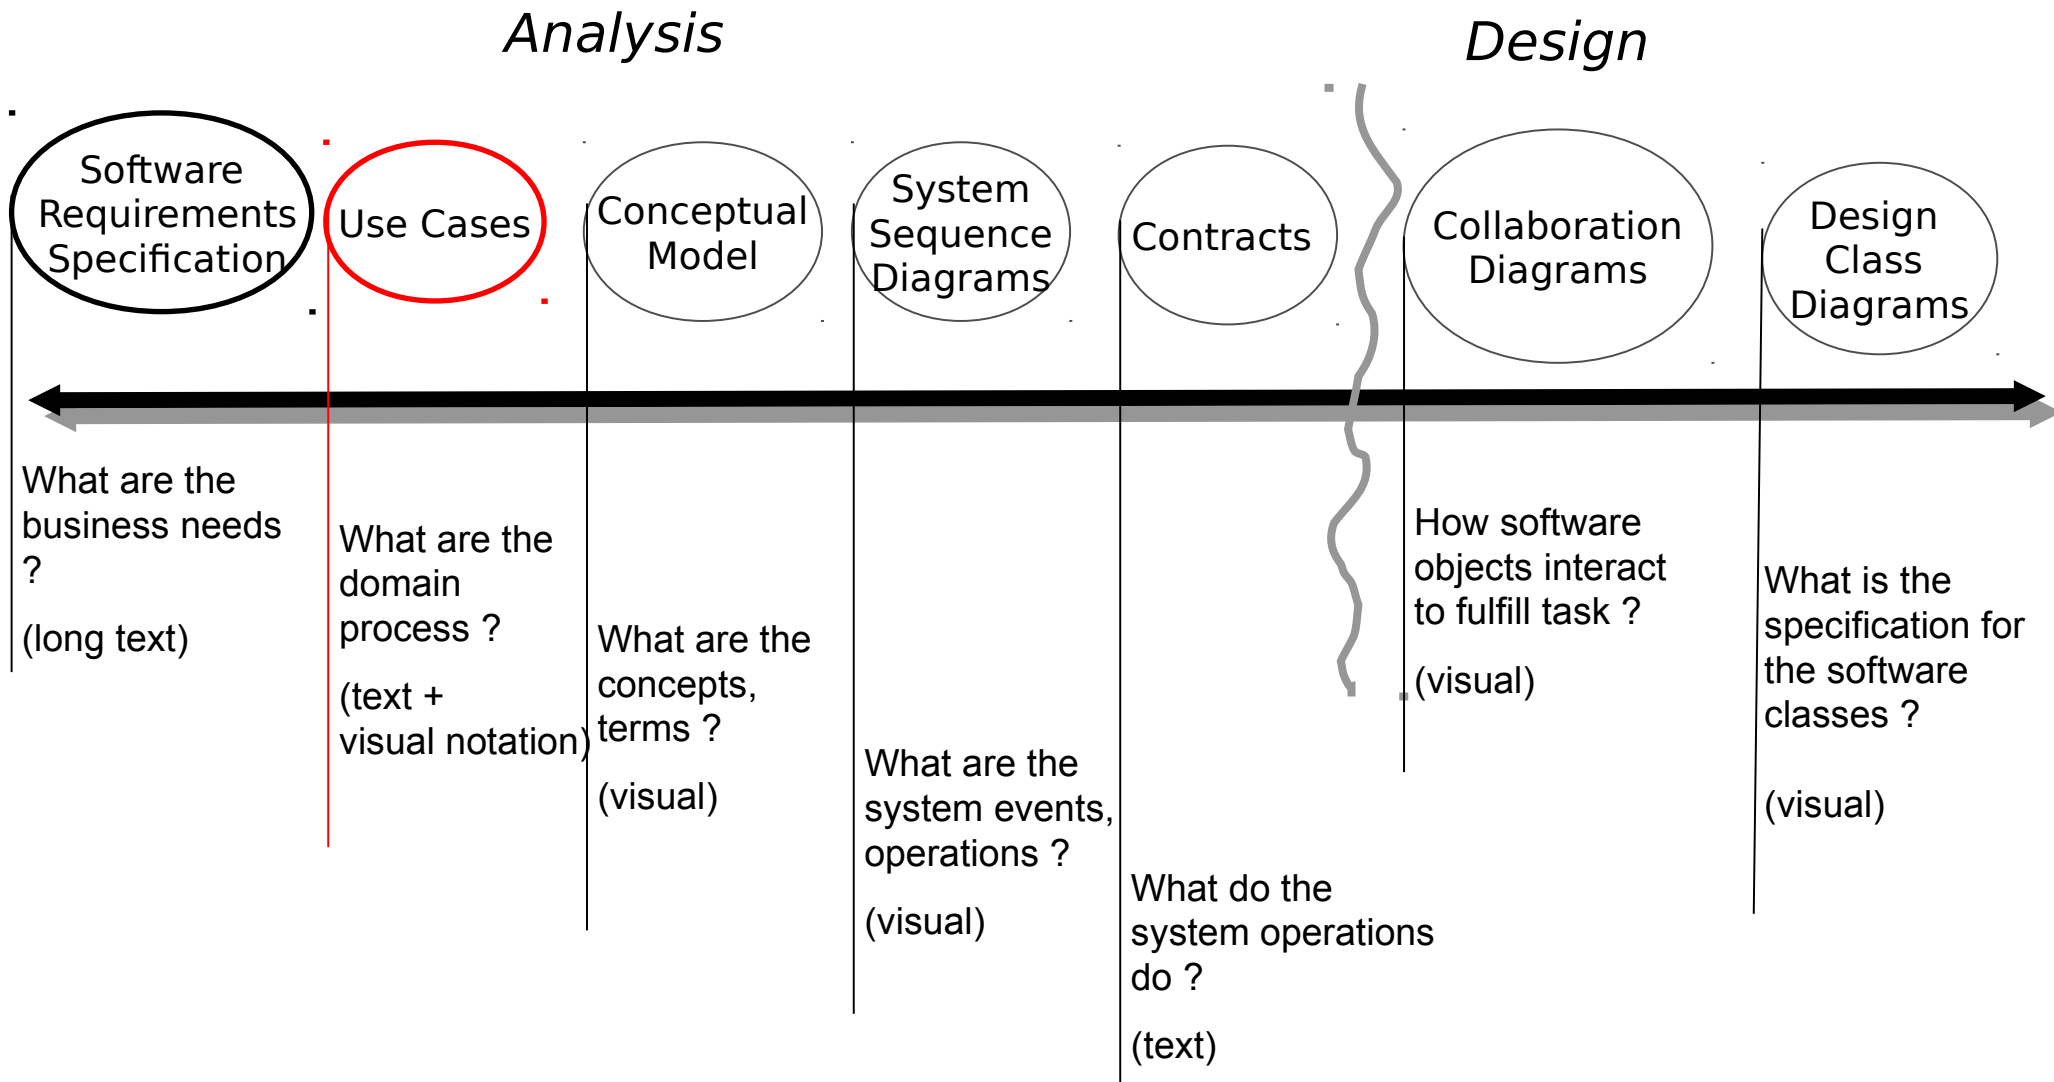 Analysis
Design
Software
Requirements
Specification
Use Cases
Conceptual
Model
System
Sequence
Diagrams
Contracts
Collaboration
Diagrams
Design
Class
Diagrams
What are the
business needs
?
(long text)
What are the
domain
process ?
(text +
visual notation)
What are the
concepts,
terms ?
(visual)
What are the
system events,
operations ?
(visual)
What do the
system operations
do ?
(text)
How software
objects interact
to fulfill task ?
(visual)
What is the
specification for
the software
classes ?
(visual)